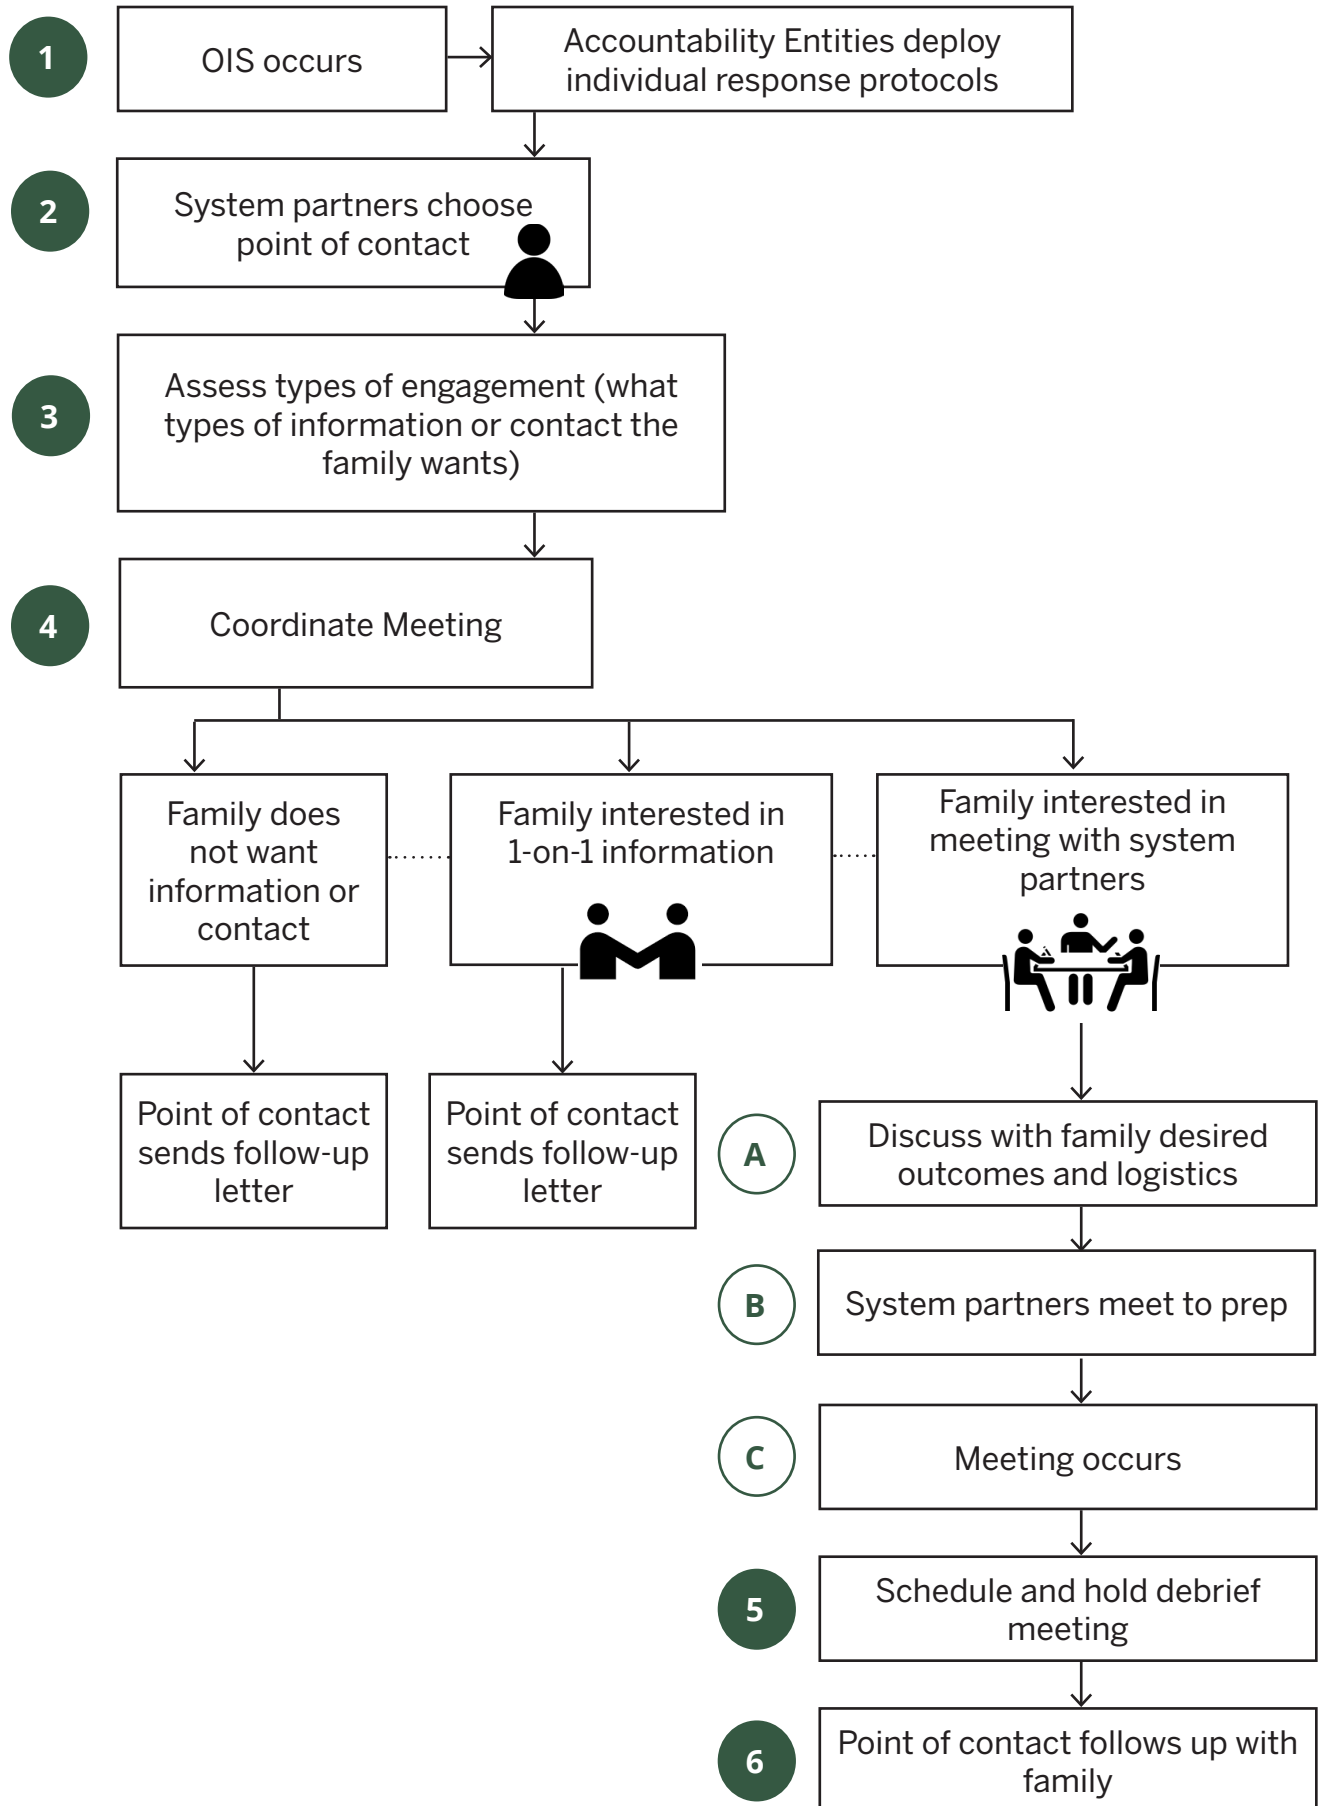 1
OIS occurs
Accountability Entities deploy
individual response protocols
2
System partners choose
point of contact
3
Assess types of engagement (what
types of information or contact the
family wants)
4
Coordinate Meeting
Family does
not want
information or
contact
Family interested in
1-on-1 information
Family interested in
meeting with system
partners
Point of contact
sends follow-up
letter
Point of contact
sends follow-up
letter
A
Discuss with family desired
outcomes and logistics
B
System partners meet to prep
C
Meeting occurs
5
Schedule and hold debrief
meeting
6
Point of contact follows up with
family